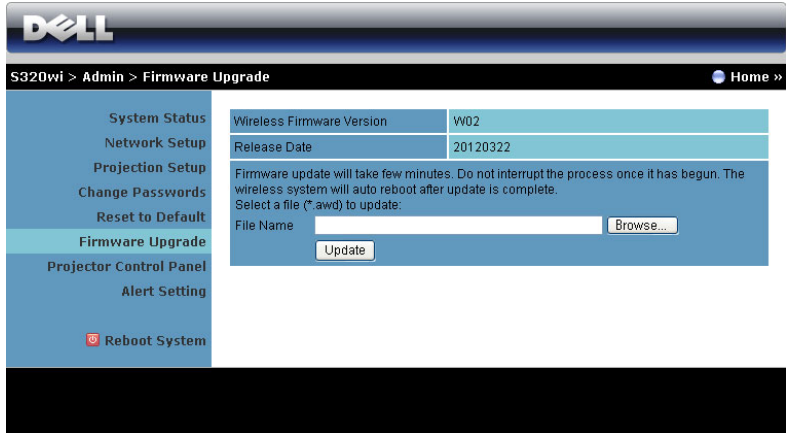 DELL
S320wi > Admin > Firmware Upgrade
Home »
System Status
Network Setup
Projection Setup
Change Passwords
Reset to Default
Firmware Upgrade
Projector Control Panel
Alert Setting
Reboot System
Wireless Firmware Version W02
Release Date 20120322
Firmware update will take few minutes. Do not interrupt the process once it has begun. The
wireless system will auto reboot after update is complete.
Select a file (*.awd) to update:
File Name Browse...
Update